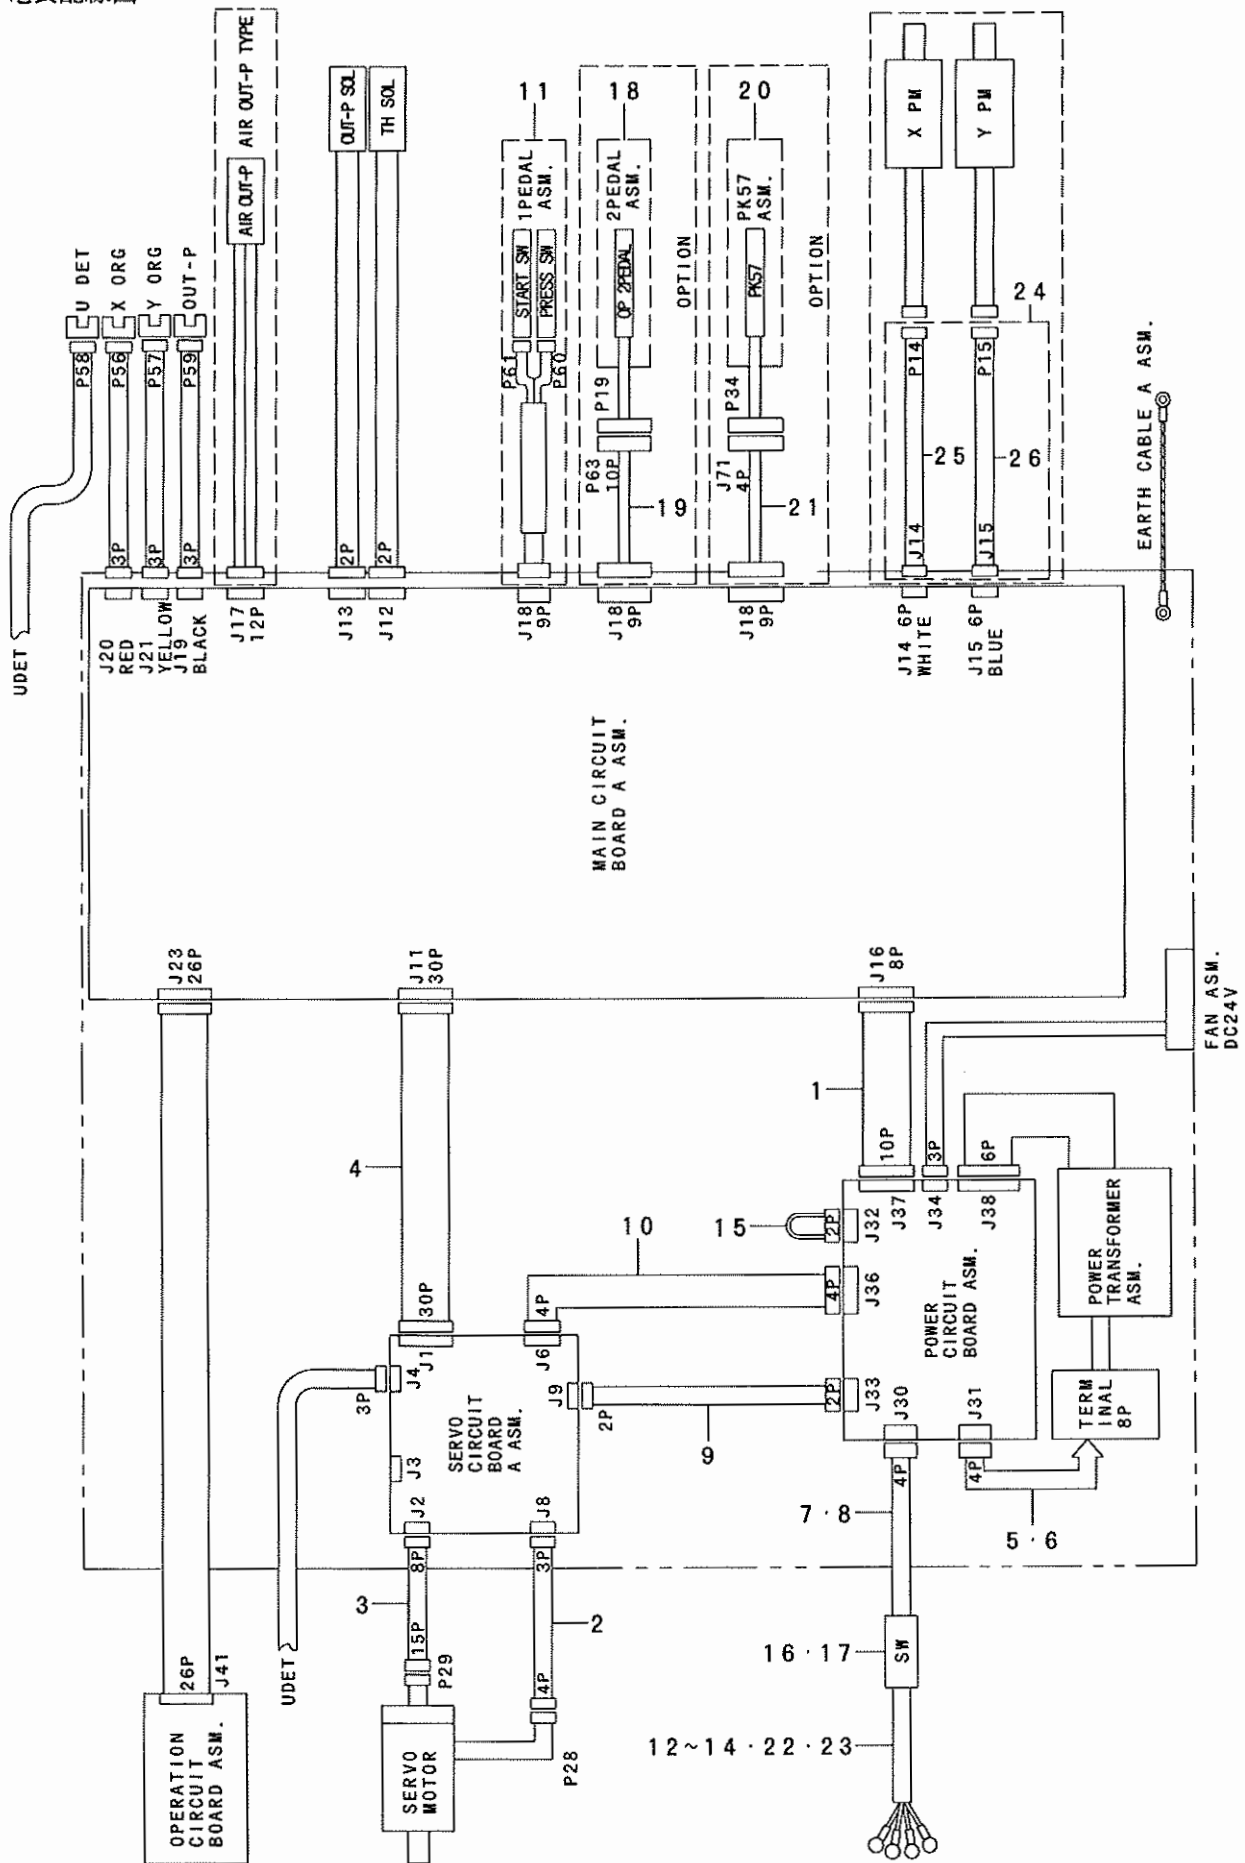 UDET
P58
U DET
J20
RED
3P
P56
X ORG
J21
YELLOW
3P
P57
Y ORG
J19
BLACK
3P
P59
OUT-P
J17
12P
AIR OUT-P
AIR OUT-P TYPE
J13
2P
OUT-P SOL
J12
2P
TH SOL
J18
9P
P61
P60
START SW
PRESS SW
1PEDAL
ASM.
11
J18
9P
19
P63
10P
P19
OP 2PEDAL
2PEDAL
ASM.
18
OPTION
J18
9P
21
J71
4P
P34
PK57
PK57
ASM.
20
OPTION
J14 6P
WHITE
J14
25
P14
X PM
J15 6P
BLUE
J15
26
P15
Y PM
24
EARTH CABLE A ASM.
MAIN CIRCUIT
BOARD A ASM.
J23
26P
J11
30P
J16
8P
FAN ASM.
DC24V
OPERATION
CIRCUIT
BOARD ASM.
26P
J41
UDET
3P
J4
J3
4
30P
J1
SERVO
CIRCUIT
BOARD
A ASM.
J2
8P
3
15P
P29
SERVO
MOTOR
J8
3P
2
4P
P28
J6
4P
10
J9
2P
9
2P
J33
4P
J36
15
2P
J32
1
10P
J37
3P
J34
6P
J38
POWER
CIRCUIT
BOARD ASM.
J30
4P
J31
4P
7·8
5·6
POWER
TRANSFORMER
ASM.
TERM
INAL
8P
16·17
SW
12~14·22·23